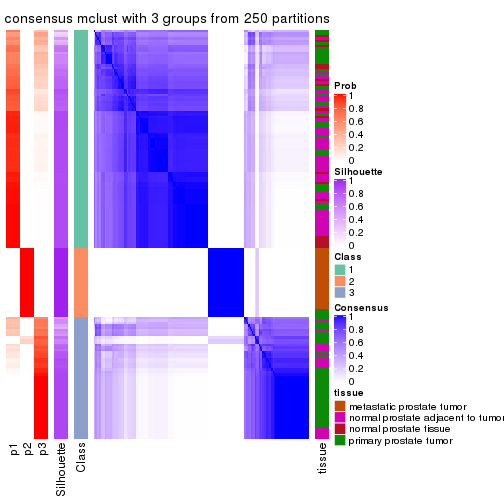 consensus mclust with 3 groups from 250 partitions
Prob
1
0.8
0.6
0.4
0.2
0
Silhouette
1
0.8
0.6
0.4
0.2
0
Class
1
2
3
Consensus
1
0.8
0.6
0.4
0.2
0
tissue
metastatic prostate tumor
normal prostate adjacent to tumor
normal prostate tissue
primary prostate tumor
p1
p2
p3
Silhouette
Class
tissue